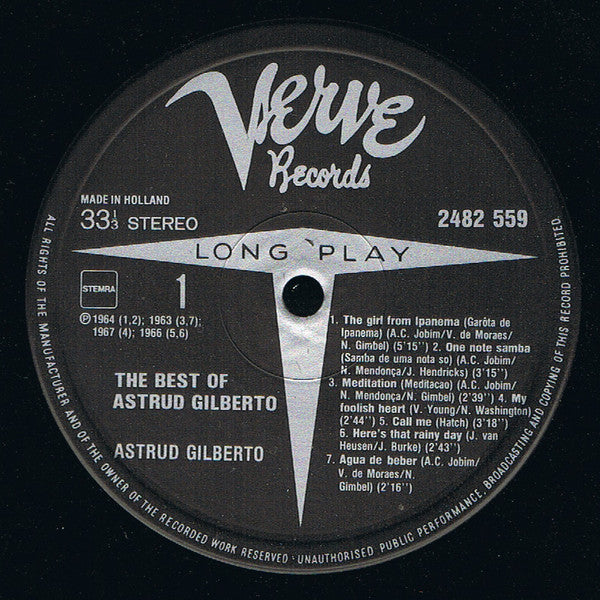 Verve
Records
MADE IN HOLLAND
33⅓ STEREO
2482 559
LONG PLAY
STEMRA
1
℗ 1964 (1,2); 1963 (3,7);
1967 (4); 1966 (5,6)
THE BEST OF
ASTRUD GILBERTO
ASTRUD GILBERTO
1. The girl from Ipanema (Garôta de
Ipanema) (A.C. Jobim/V. de Moraes/
N. Gimbel) (5'15'') 2. One note samba
(Samba de uma nota so) (A.C. Jobim/
N. Mendonça/J. Hendricks) (3'15'')
3. Meditation (Meditacao) (A.C. Jobim/
N. Mendonça/N. Gimbel) (2'39'') 4. My
foolish heart (V. Young/N. Washington)
(2'44'') 5. Call me (Hatch) (3'18'')
6. Here's that rainy day (J. van
Heusen/J. Burke) (2'43'')
7. Agua de beber (A.C. Jobim/
V. de Moraes/N.
Gimbel) (2'16'')
ALL RIGHTS OF THE MANUFACTURER AND OF THE OWNER OF THE RECORDED WORK RESERVED · UNAUTHORISED PUBLIC PERFORMANCE, BROADCASTING AND COPYING OF THIS RECORD PROHIBITED.